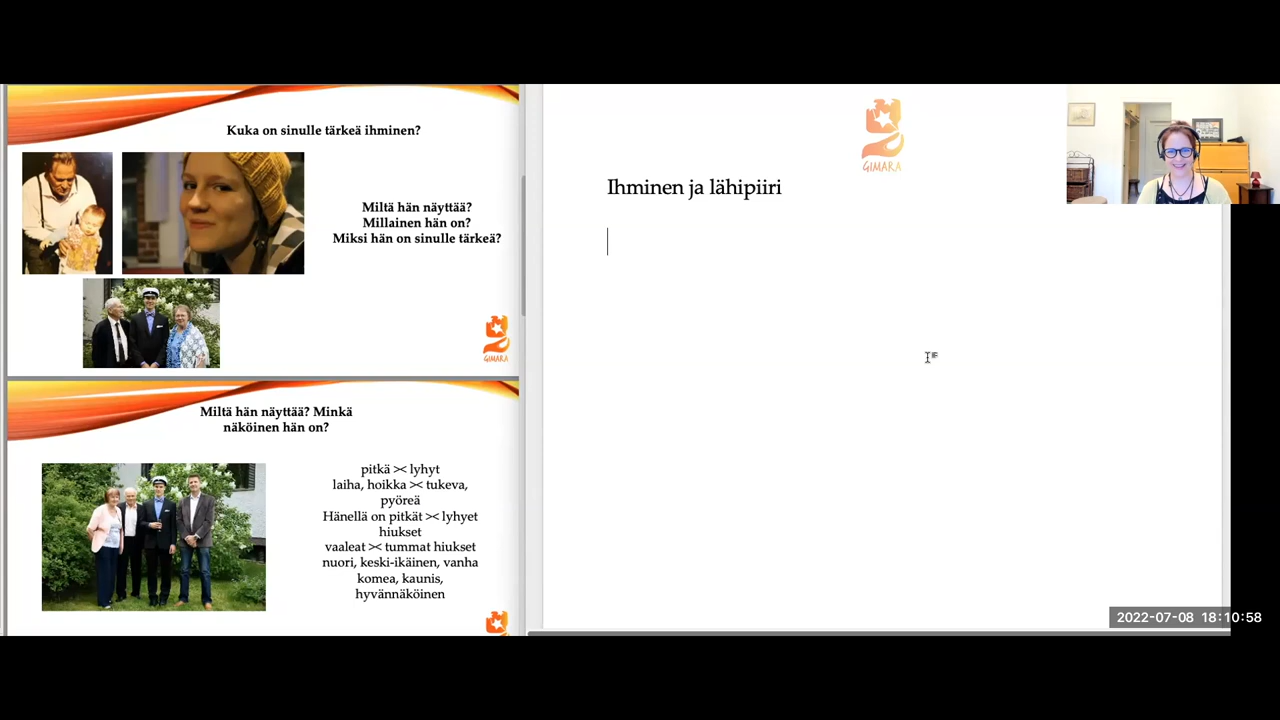 Kuka on sinulle tärkeä ihminen?
Miltä hän näyttää?
Millainen hän on?
Miksi hän on sinulle tärkeä?
GIMARA
Miltä hän näyttää? Minkä
näköinen hän on?
pitkä >< lyhyt
laiha, hoikka >< tukeva,
pyöreä
Hänellä on pitkät >< lyhyet
hiukset
vaaleat >< tummat hiukset
nuori, keski-ikäinen, vanha
komea, kaunis,
hyvännäköinen
GIMARA
Ihminen ja lähipiiri
2022-07-08 18:10:58